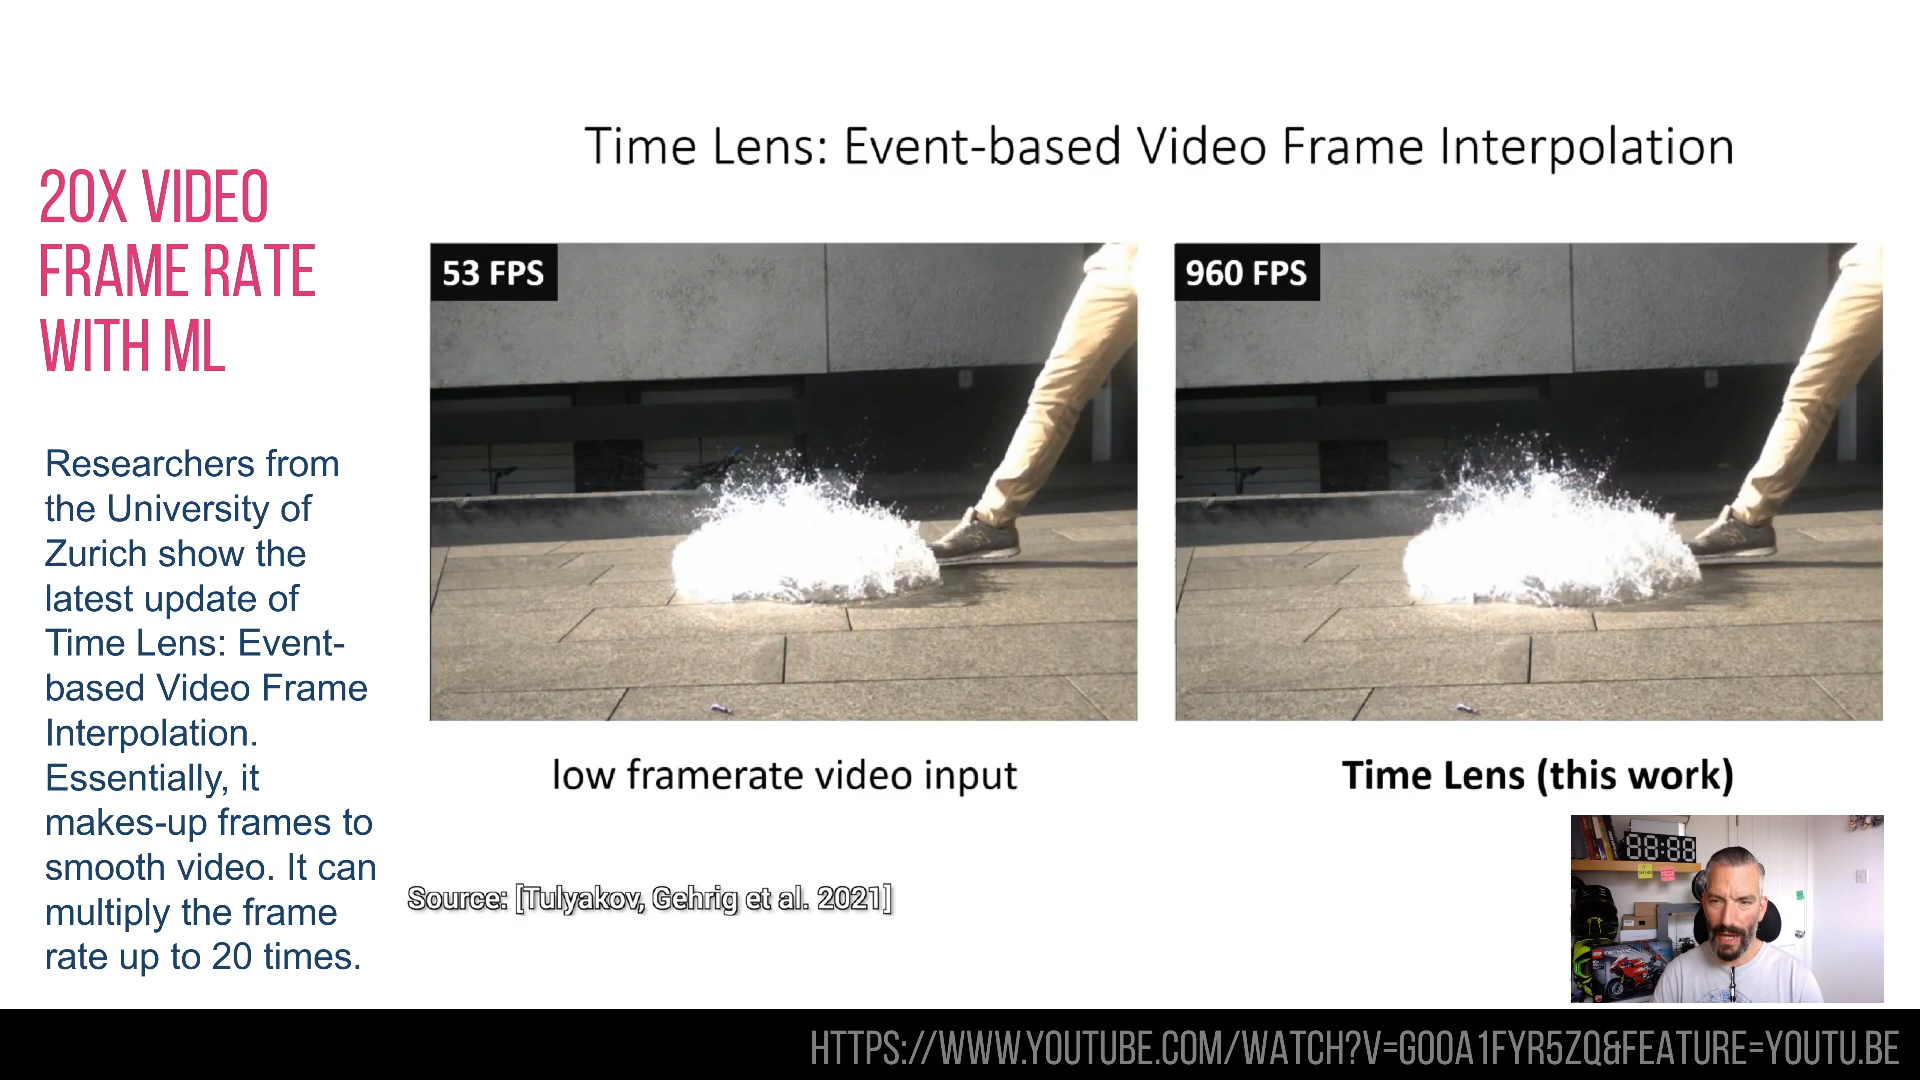 Time Lens: Event-based Video Frame Interpolation
20X VIDEO
FRAME RATE
WITH ML
53 FPS
960 FPS
Researchers from
the University of
Zurich show the
latest update of
Time Lens: Event-
based Video Frame
Interpolation.
Essentially, it
makes-up frames to
smooth video. It can
multiply the frame
rate up to 20 times.
low framerate video input
Time Lens (this work)
Source: [Tulyakov, Gehrig et al. 2021]
88:88
HTTPS://WWW.YOUTUBE.COM/WATCH?V=GOOA1FYR5ZQ&FEATURE=YOUTU.BE